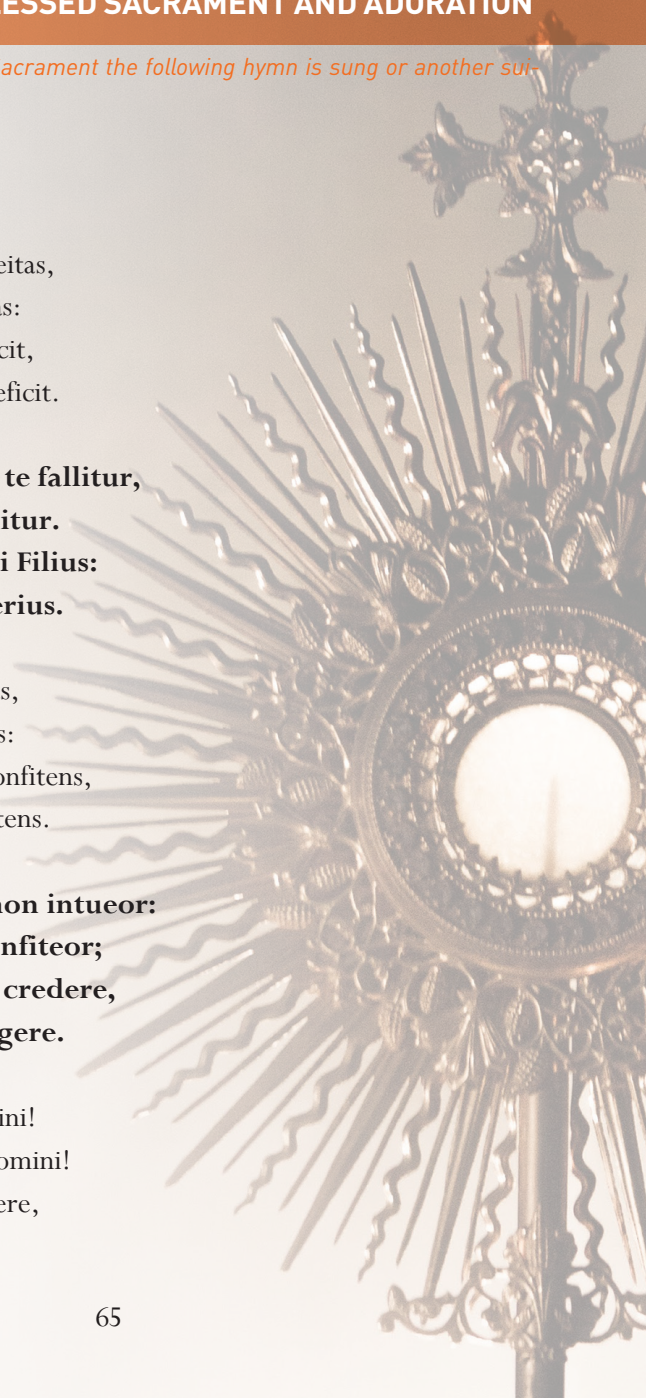 LESSED SACRAMENT AND ADORATION
acrament the following hymn is sung or another sui-
eitas,
as:
cit,
eficit.
te fallitur,
itur.
i Filius:
erius.
s,
s:
onfitens,
tens.
non intueor:
nfiteor;
credere,
gere.
ini!
omini!
ere,
65